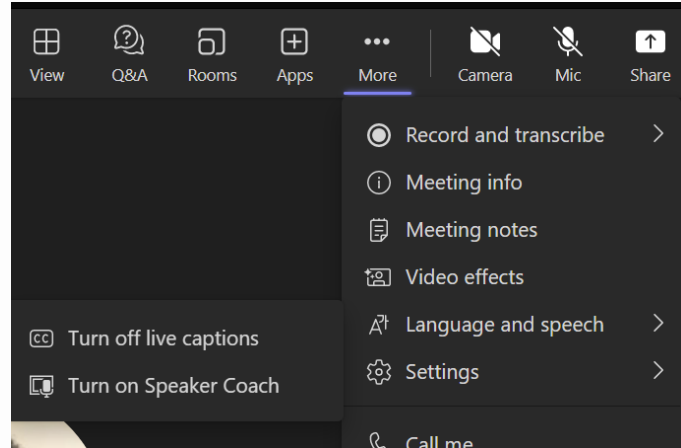 View Q&A Rooms Apps More Camera Mic Share
Record and transcribe
Meeting info
Meeting notes
Video effects
Language and speech
Settings
Call me
CC Turn off live captions
Turn on Speaker Coach